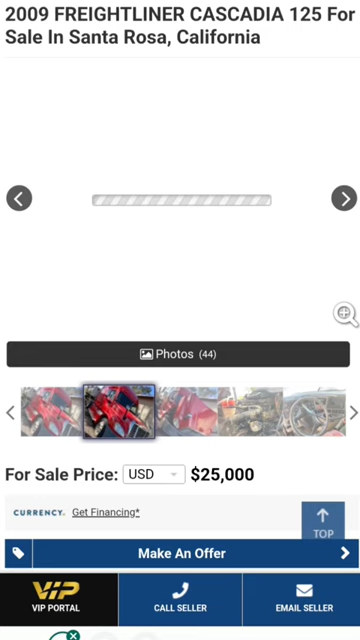 2009 FREIGHTLINER CASCADIA 125 For
Sale In Santa Rosa, California
Photos (44)
For Sale Price: USD $25,000
CURRENCY. Get Financing*
TOP
Make An Offer
VIP
VIP PORTAL
CALL SELLER
EMAIL SELLER